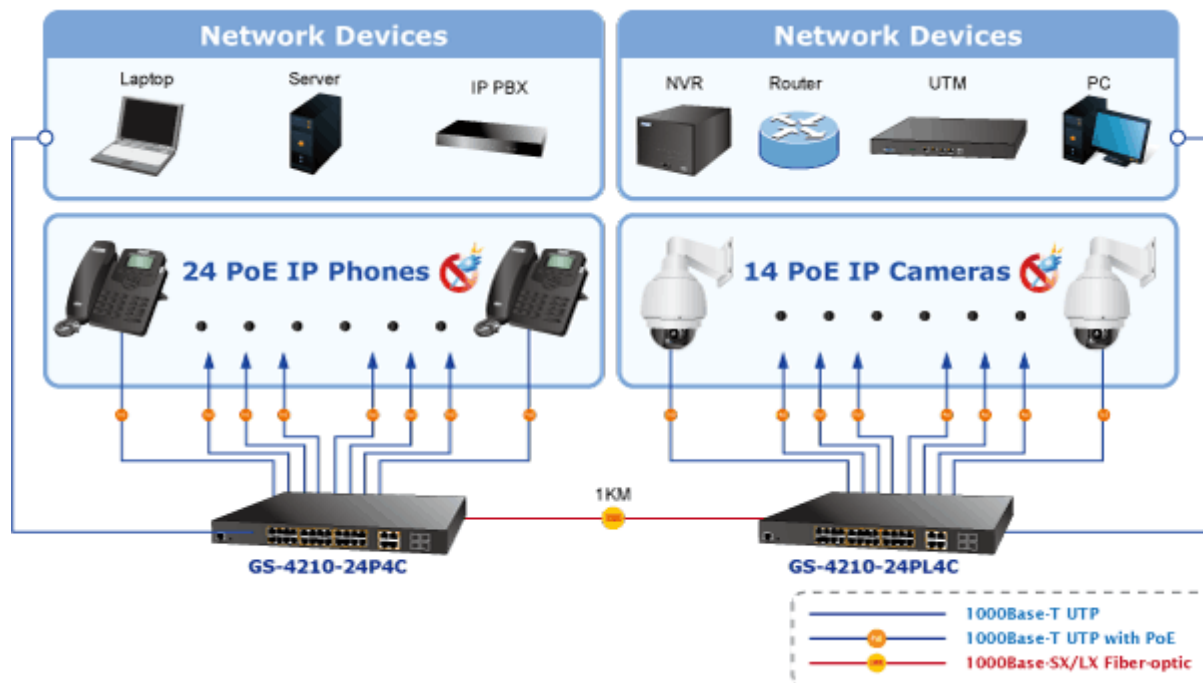 Network Devices
Laptop
Server
IP PBX
Network Devices
NVR
Router
UTM
PC
24 PoE IP Phones
14 PoE IP Cameras
1KM
GS-4210-24P4C
GS-4210-24PL4C
1000Base-T UTP
1000Base-T UTP with PoE
1000Base-SX/LX Fiber-optic